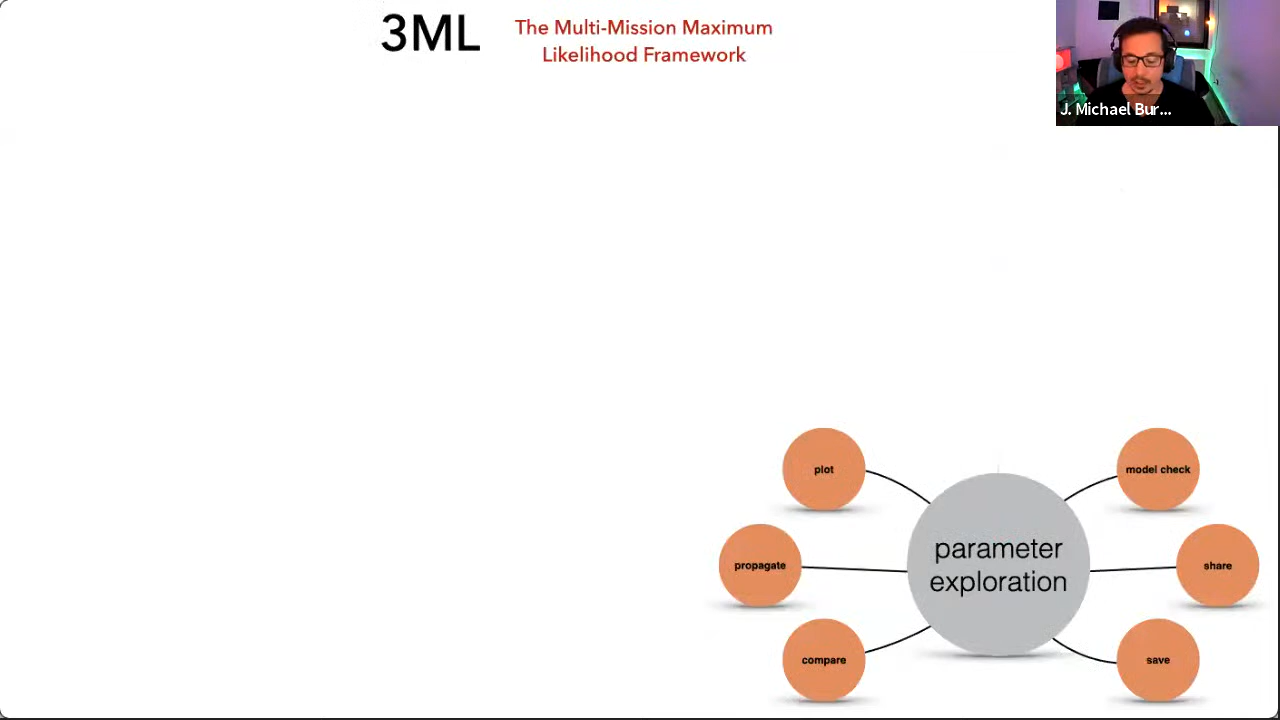 3ML
The Multi-Mission Maximum
Likelihood Framework
J. Michael Bur...
plot
model check
parameter
exploration
propagate
share
compare
save